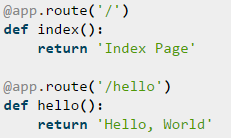 @app.route('/')
def index():
    return 'Index Page'

@app.route('/hello')
def hello():
    return 'Hello, World'